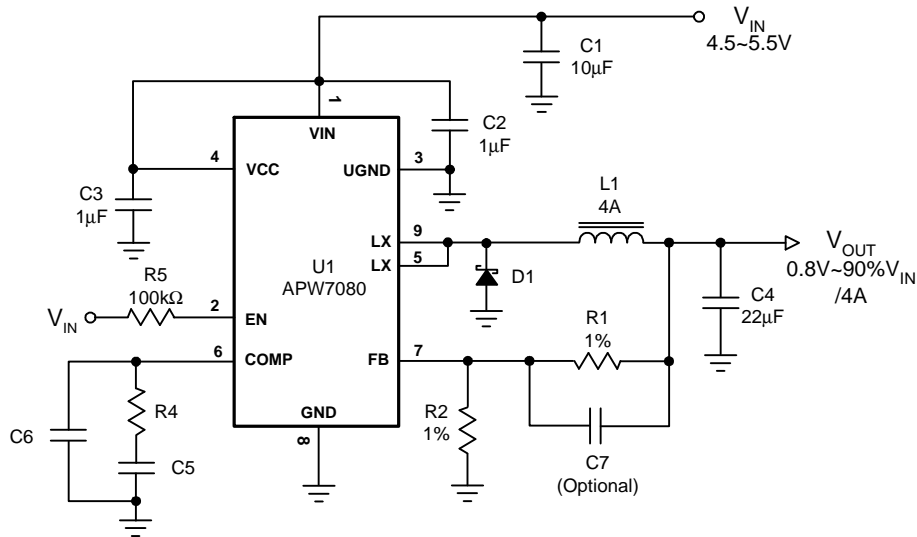 V_IN
4.5~5.5V
C1
10μF
1
VIN
C2
1μF
4
VCC
UGND
3
C3
1μF
L1
4A
LX
9
LX
5
U1
APW7080
D1
V_OUT
0.8V~90%V_IN
/4A
R5
100kΩ
V_IN
2
EN
C4
22μF
R1
1%
6
COMP
FB
7
R4
R2
1%
GND
8
C6
C5
C7
(Optional)